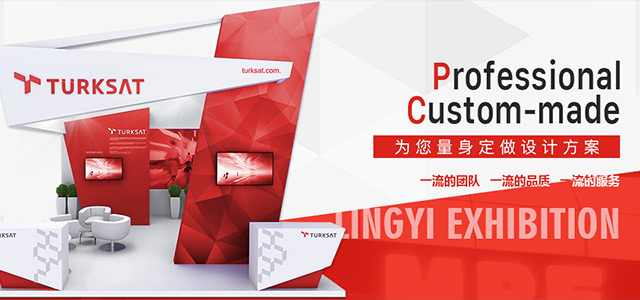 TURKSAT
turksat.com.
TURKSAT
TURKSAT
TURKSAT
Professional
Custom-made
为您量身定做设计方案
一流的团队 一流的品质 一流的服务
LINGYI EXHIBITION